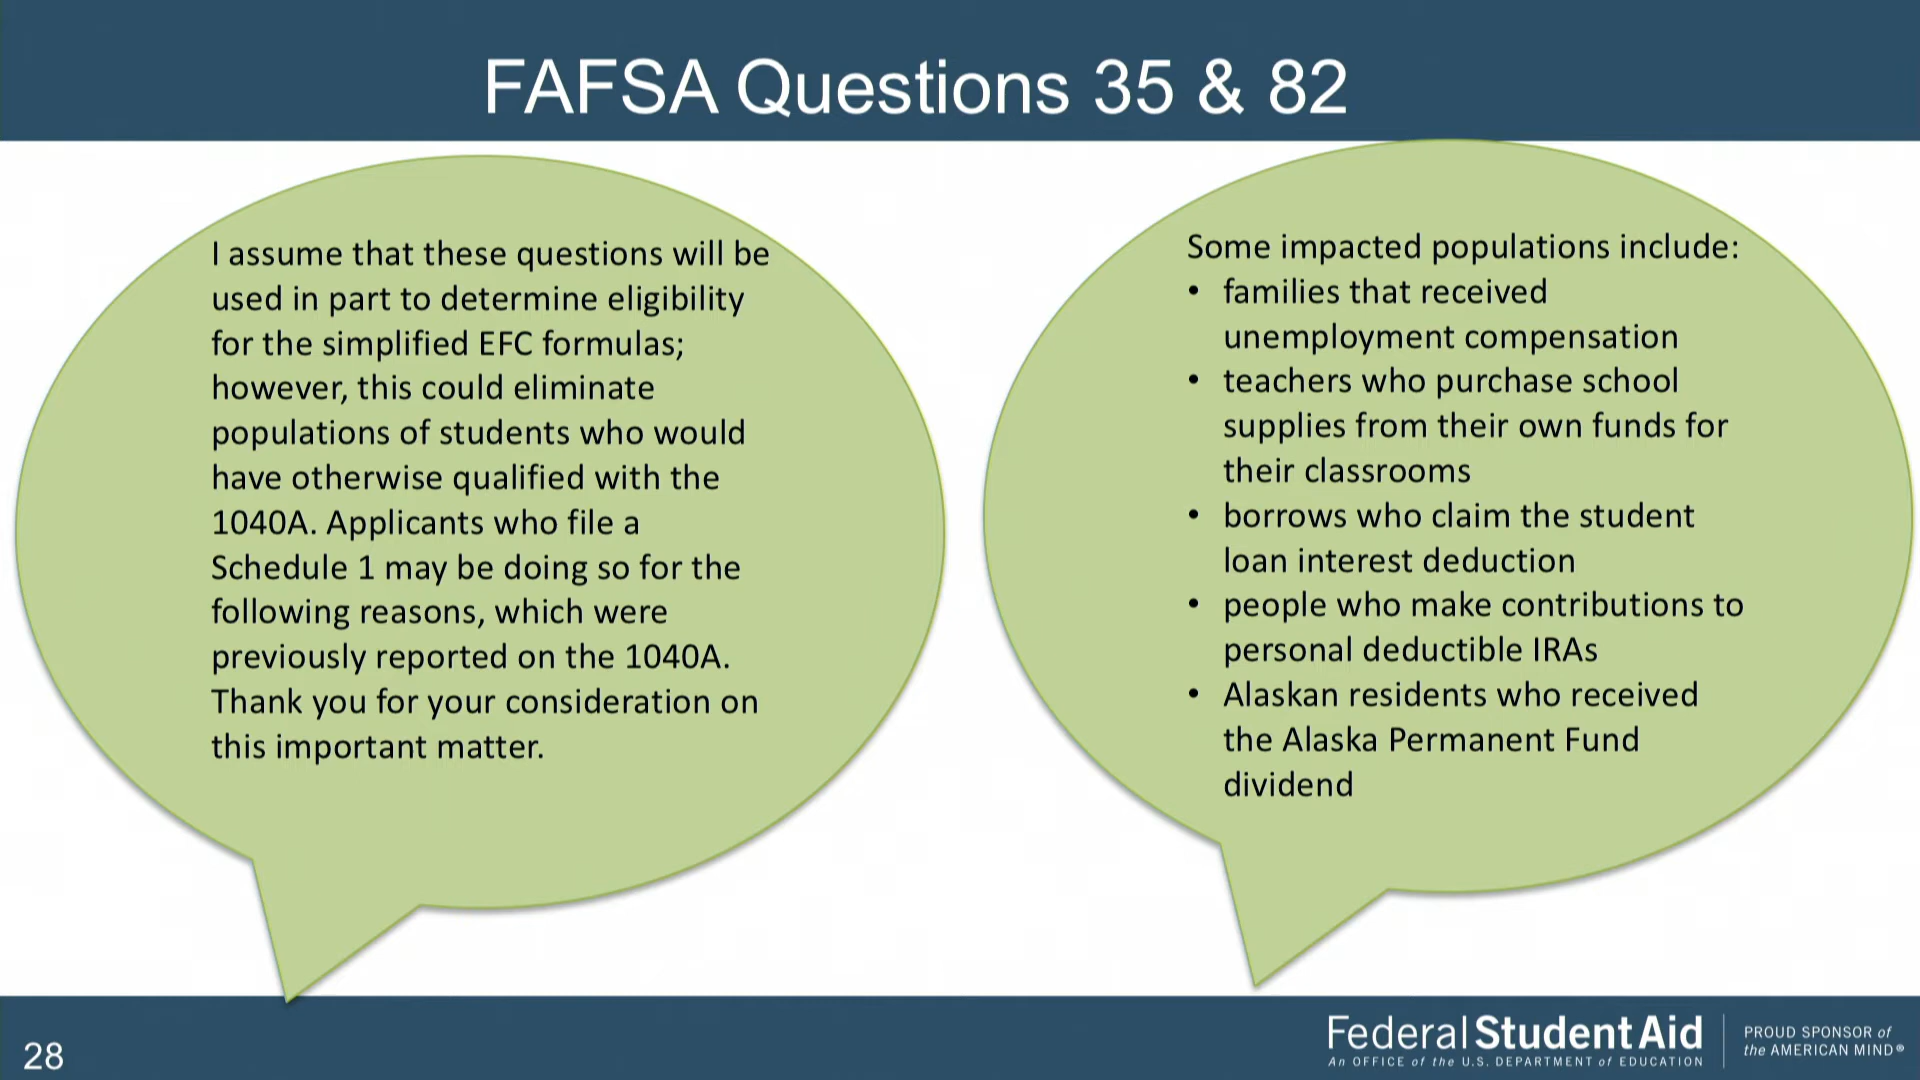 FAFSA Questions 35 & 82
I assume that these questions will be
used in part to determine eligibility
for the simplified EFC formulas;
however, this could eliminate
populations of students who would
have otherwise qualified with the
1040A. Applicants who file a
Schedule 1 may be doing so for the
following reasons, which were
previously reported on the 1040A.
Thank you for your consideration on
this important matter.
Some impacted populations include:
• families that received
unemployment compensation
• teachers who purchase school
supplies from their own funds for
their classrooms
• borrows who claim the student
loan interest deduction
• people who make contributions to
personal deductible IRAs
• Alaskan residents who received
the Alaska Permanent Fund
dividend
28
Federal Student Aid
An OFFICE of the U.S. DEPARTMENT of EDUCATION
PROUD SPONSOR of
the AMERICAN MIND®